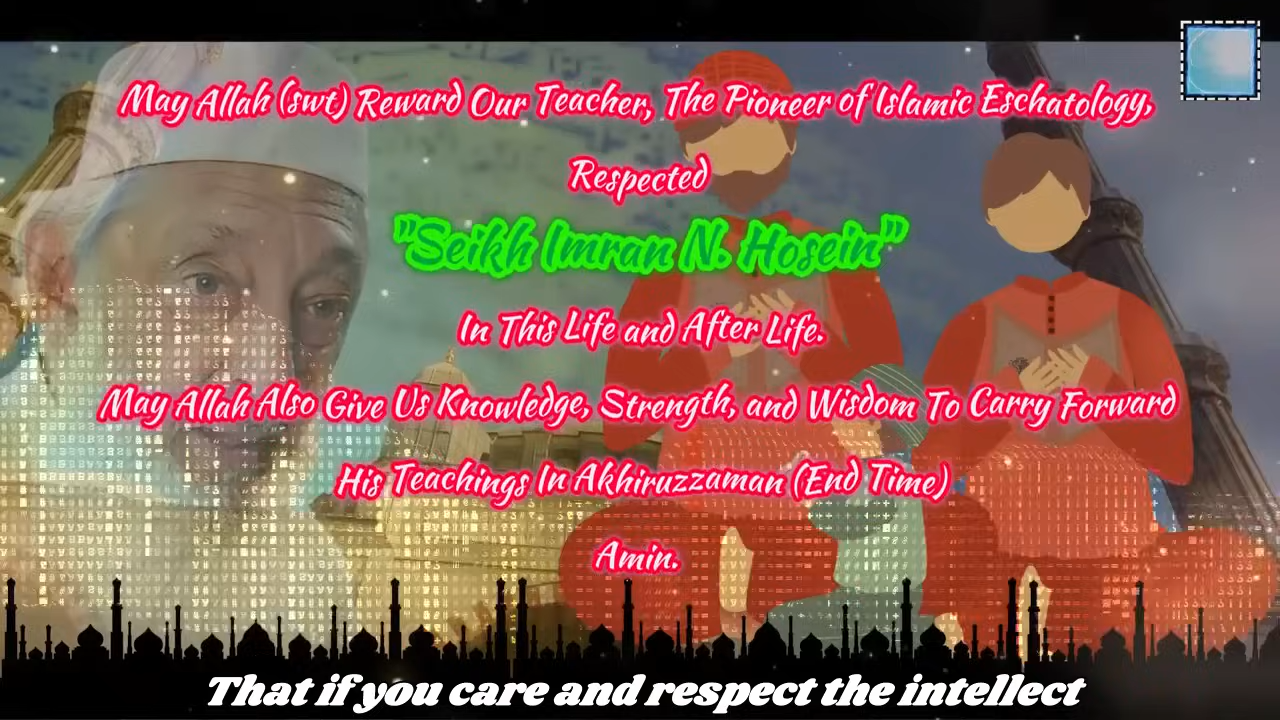 May Allah (swt) Reward Our Teacher, The Pioneer of Islamic Eschatology,
Respected
"Seikh Imran N. Hosein"
In This Life and After Life.
May Allah Also Give Us Knowledge, Strength, and Wisdom To Carry Forward
His Teachings In Akhiruzzaman (End Time)
Amin.
That if you care and respect the intellect